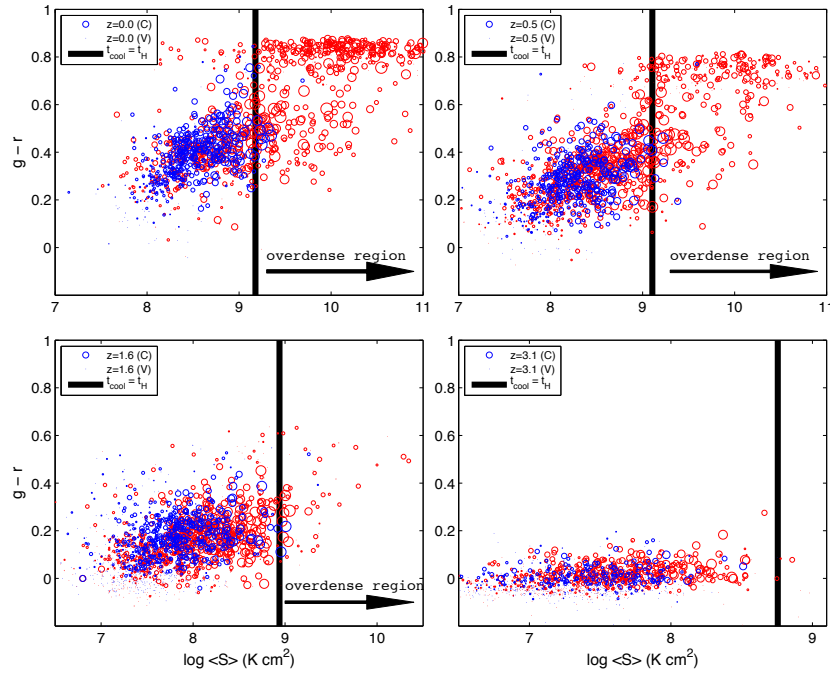 z=0.0 (C)
z=0.0 (V)
t_cool = t_H
1
0.8
0.6
0.4
0.2
0
g − r
overdense region
7 8 9 10 11
z=0.5 (C)
z=0.5 (V)
t_cool = t_H
1
0.8
0.6
0.4
0.2
0
g − r
overdense region
7 8 9 10 11
z=1.6 (C)
z=1.6 (V)
t_cool = t_H
1
0.8
0.6
0.4
0.2
0
g − r
overdense region
7 8 9 10
log <S> (K cm²)
z=3.1 (C)
z=3.1 (V)
t_cool = t_H
1
0.8
0.6
0.4
0.2
0
7 8 9
log <S> (K cm²)